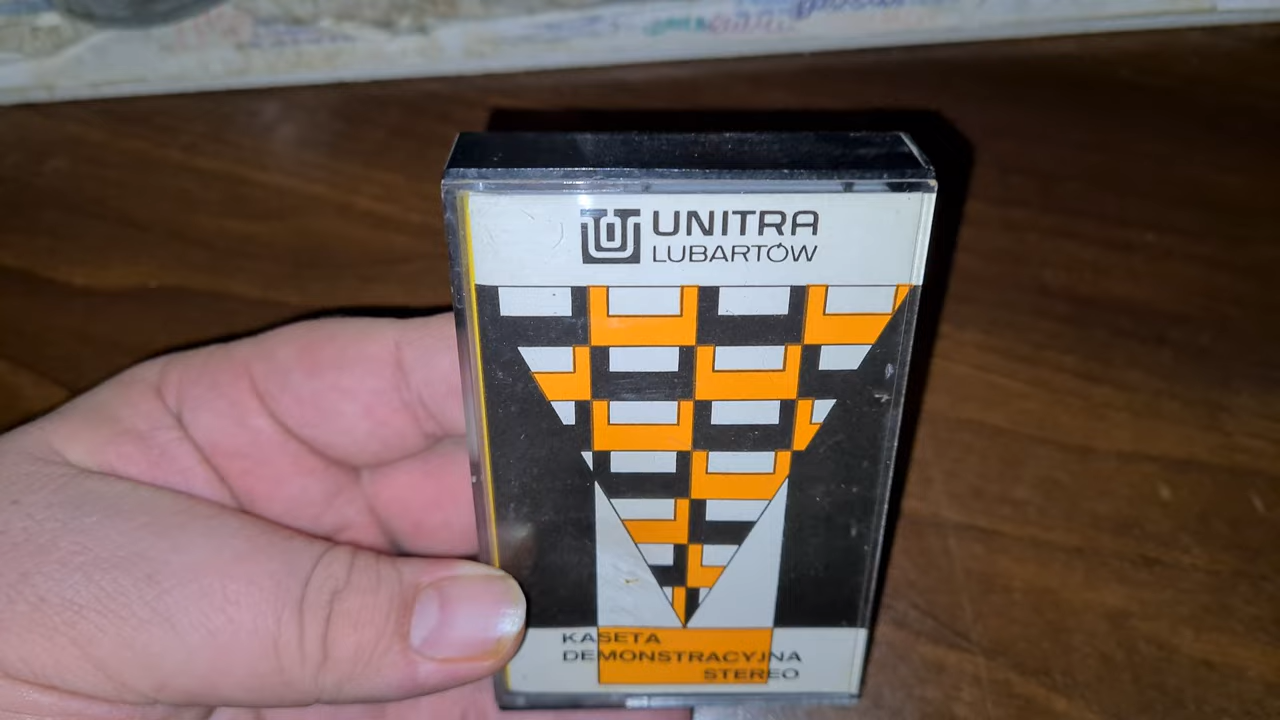 UNITRA
LUBARTÓW
KASETA
DEMONSTRACYJNA
STEREO